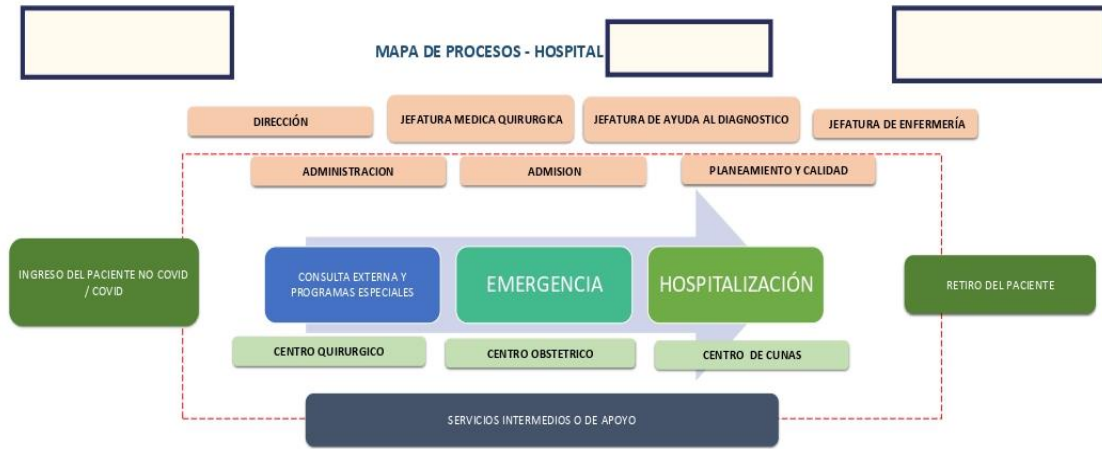 MAPA DE PROCESOS - HOSPITAL
DIRECCIÓN
JEFATURA MEDICA QUIRURGICA
JEFATURA DE AYUDA AL DIAGNOSTICO
JEFATURA DE ENFERMERÍA
ADMINISTRACION
ADMISION
PLANEAMIENTO Y CALIDAD
INGRESO DEL PACIENTE NO COVID
/ COVID
CONSULTA EXTERNA Y
PROGRAMAS ESPECIALES
EMERGENCIA
HOSPITALIZACIÓN
RETIRO DEL PACIENTE
CENTRO QUIRURGICO
CENTRO OBSTETRICO
CENTRO DE CUNAS
SERVICIOS INTERMEDIOS O DE APOYO